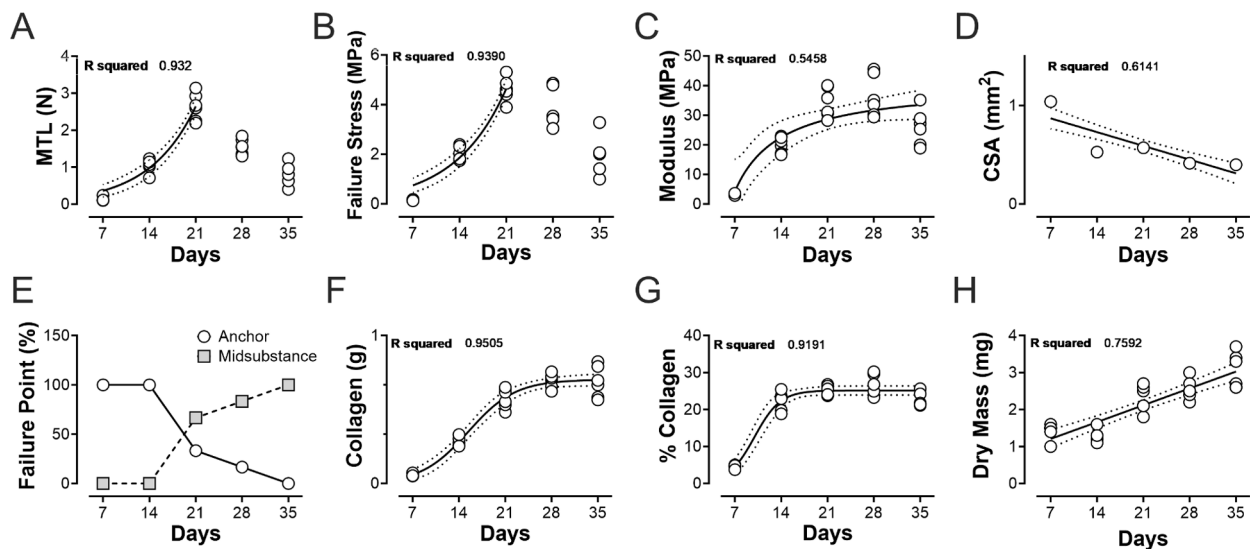 A
MTL (N)
4
3
2
1
0
R squared 0.932
7 14 21 28 35
Days
B
Failure Stress (MPa)
6
4
2
0
R squared 0.9390
7 14 21 28 35
Days
C
Modulus (MPa)
50
40
30
20
10
0
R squared 0.5458
7 14 21 28 35
Days
D
CSA (mm²)
1
0
R squared 0.6141
7 14 21 28 35
Days
E
Failure Point (%)
150
100
50
0
Anchor
Midsubstance
7 14 21 28 35
Days
F
Collagen (g)
1
0
R squared 0.9505
7 14 21 28 35
Days
G
% Collagen
40
30
20
10
0
R squared 0.9191
7 14 21 28 35
Days
H
Dry Mass (mg)
4
3
2
1
0
R squared 0.7592
7 14 21 28 35
Days